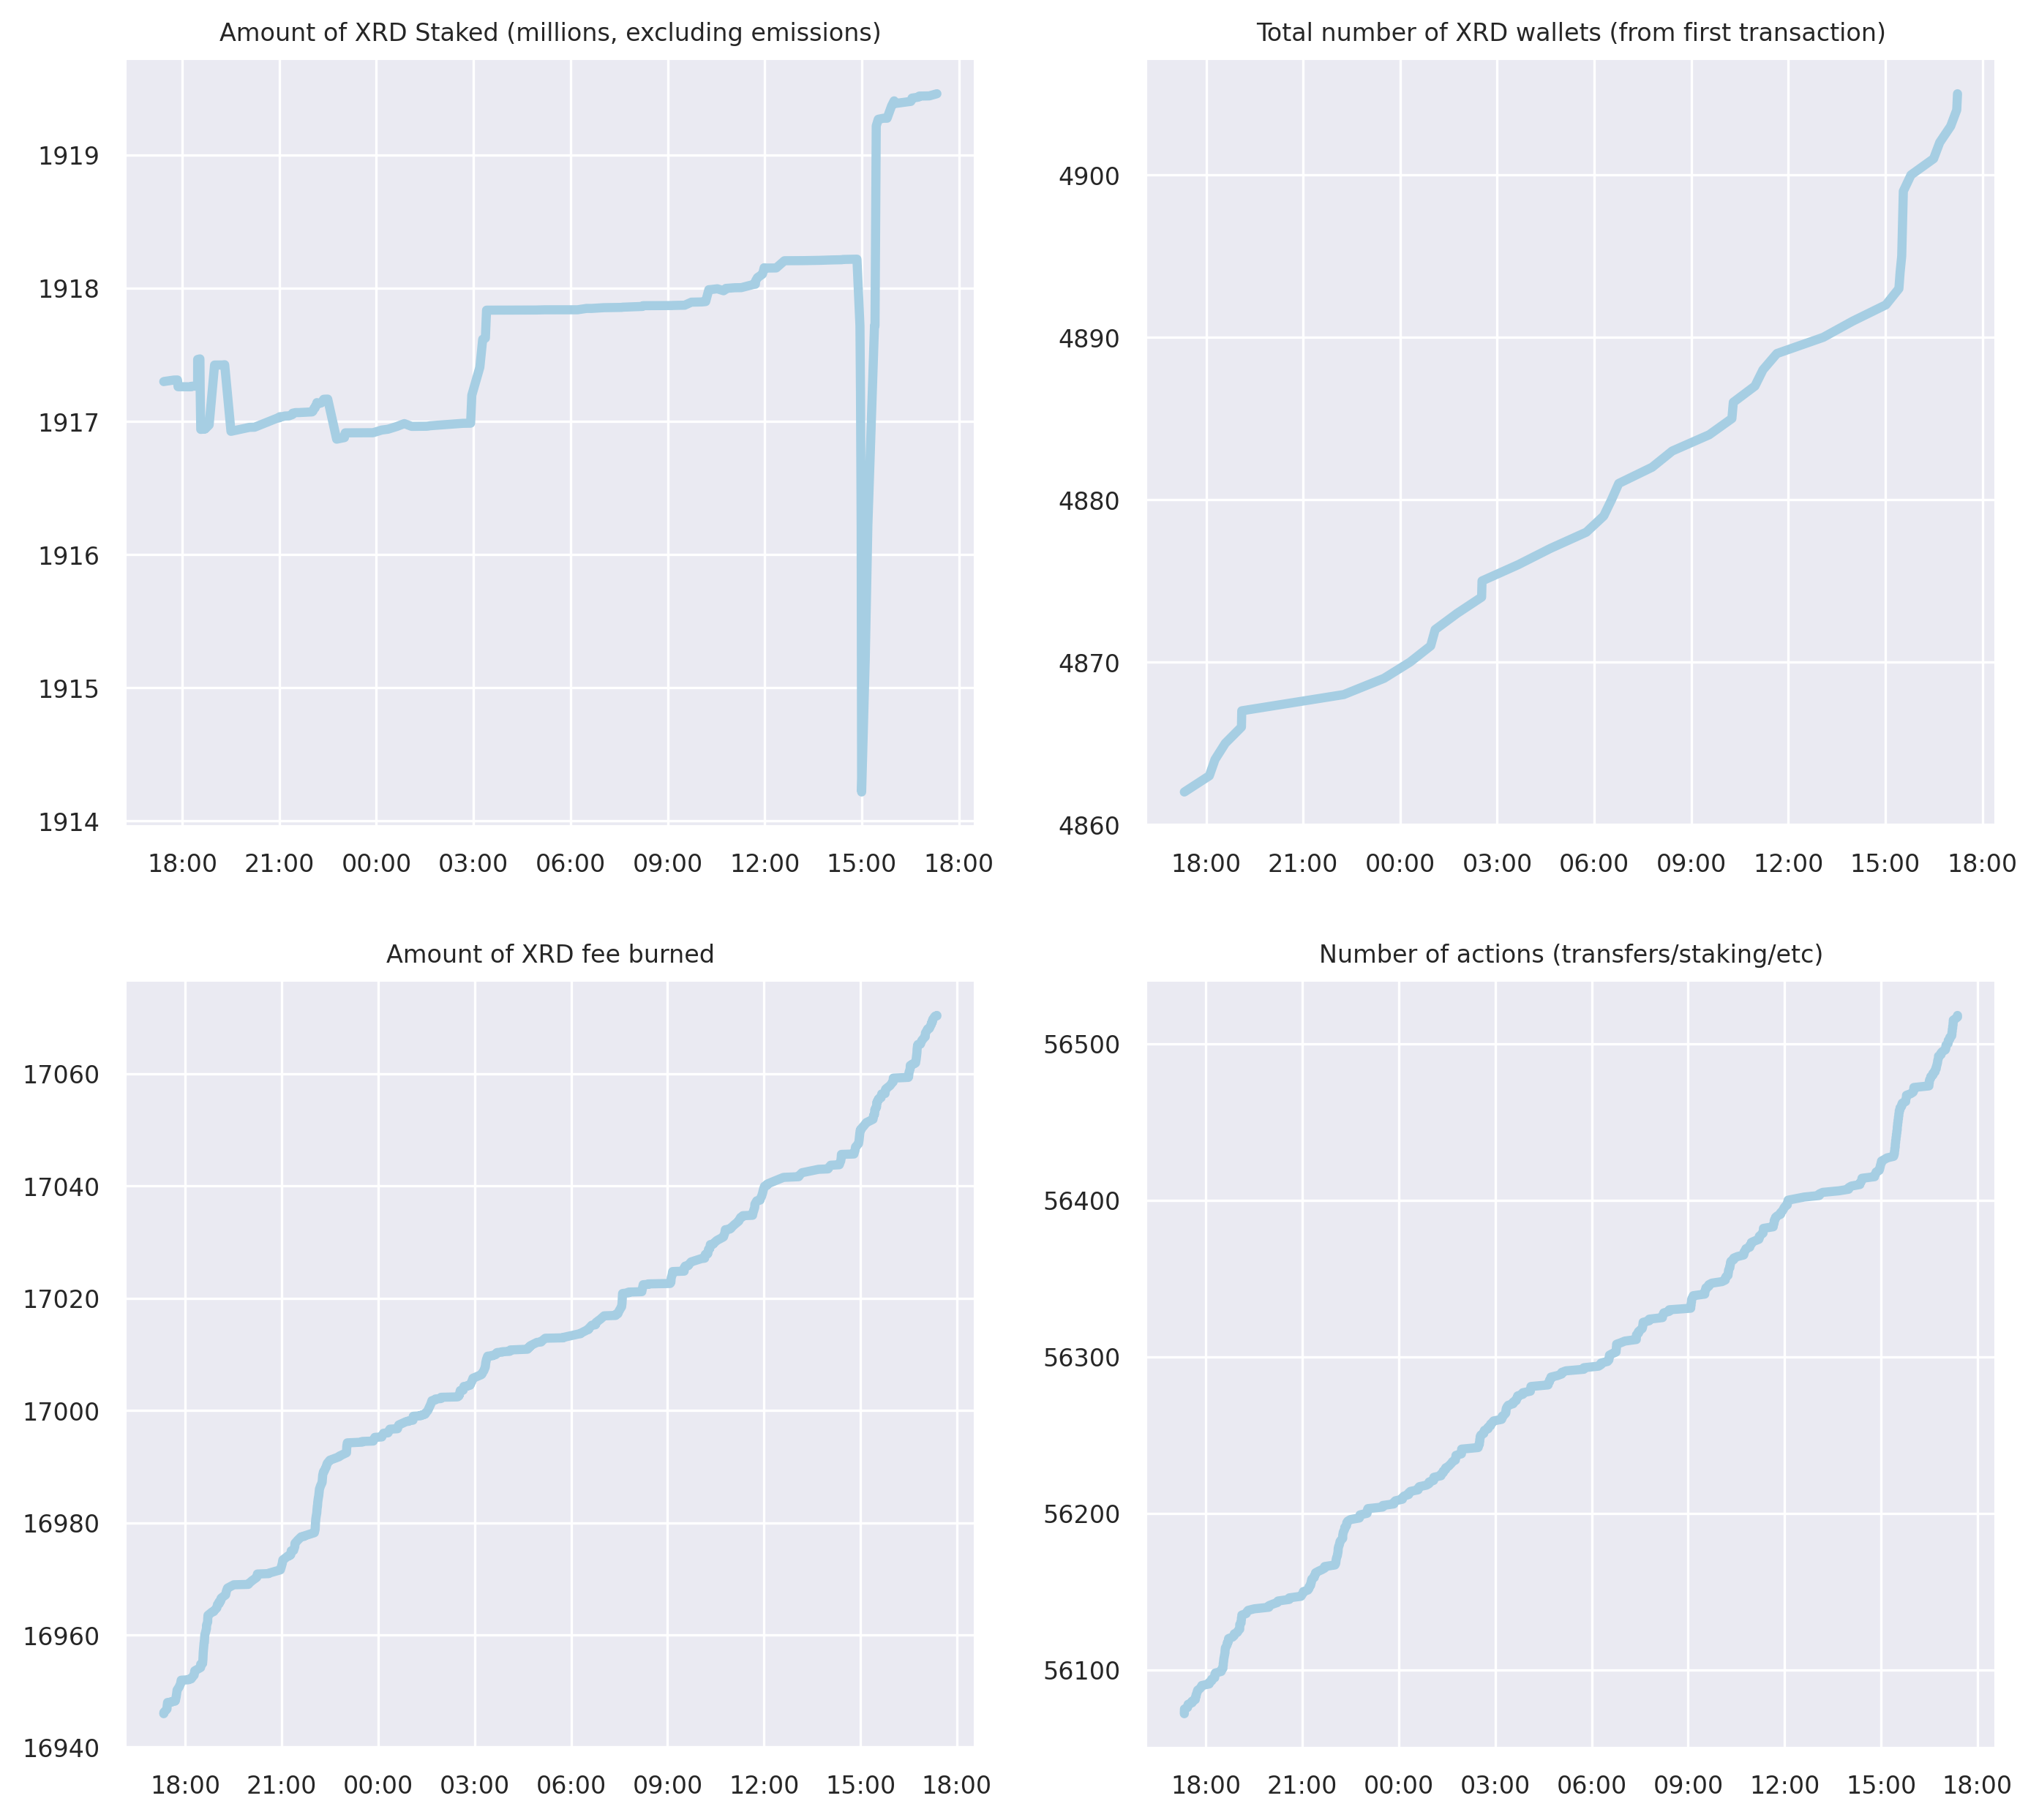 Amount of XRD Staked (millions, excluding emissions)
1919
1918
1917
1916
1915
1914
18:00 21:00 00:00 03:00 06:00 09:00 12:00 15:00 18:00
Total number of XRD wallets (from first transaction)
4900
4890
4880
4870
4860
18:00 21:00 00:00 03:00 06:00 09:00 12:00 15:00 18:00
Amount of XRD fee burned
17060
17040
17020
17000
16980
16960
16940
18:00 21:00 00:00 03:00 06:00 09:00 12:00 15:00 18:00
Number of actions (transfers/staking/etc)
56500
56400
56300
56200
56100
18:00 21:00 00:00 03:00 06:00 09:00 12:00 15:00 18:00